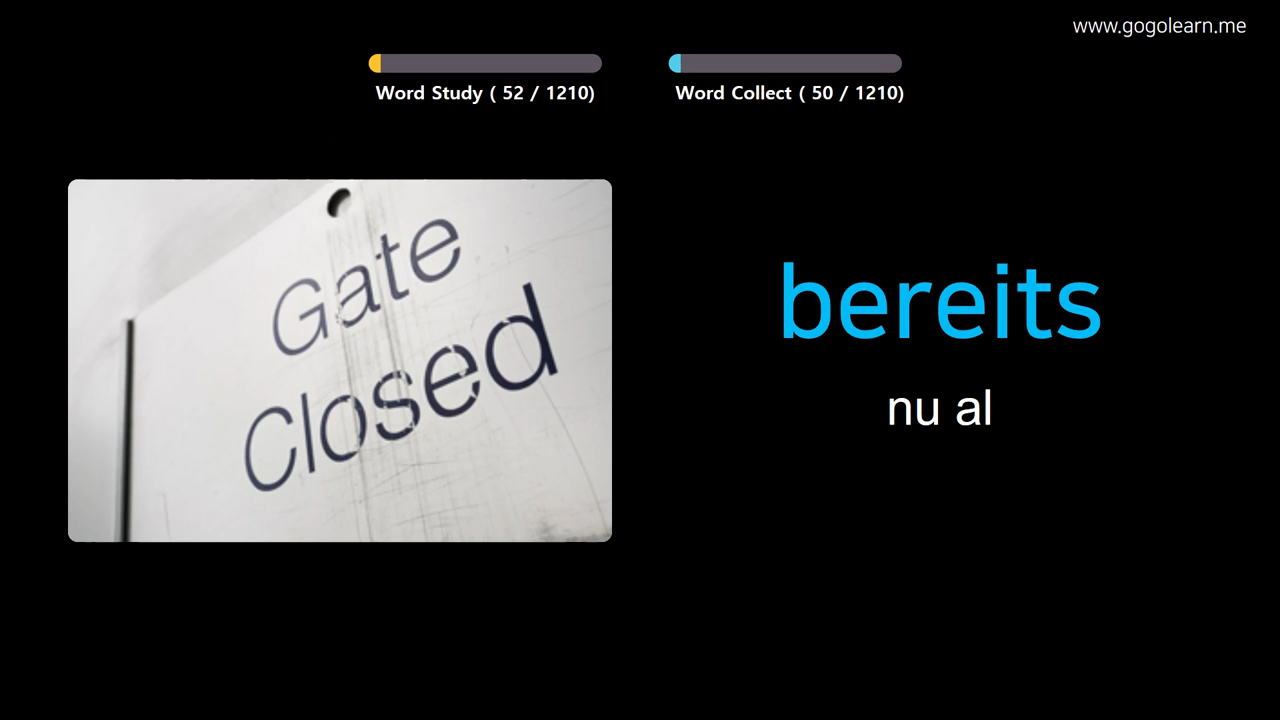 www.gogolearn.me
Word Study ( 52 / 1210)
Word Collect ( 50 / 1210)
Gate
Closed
bereits
nu al